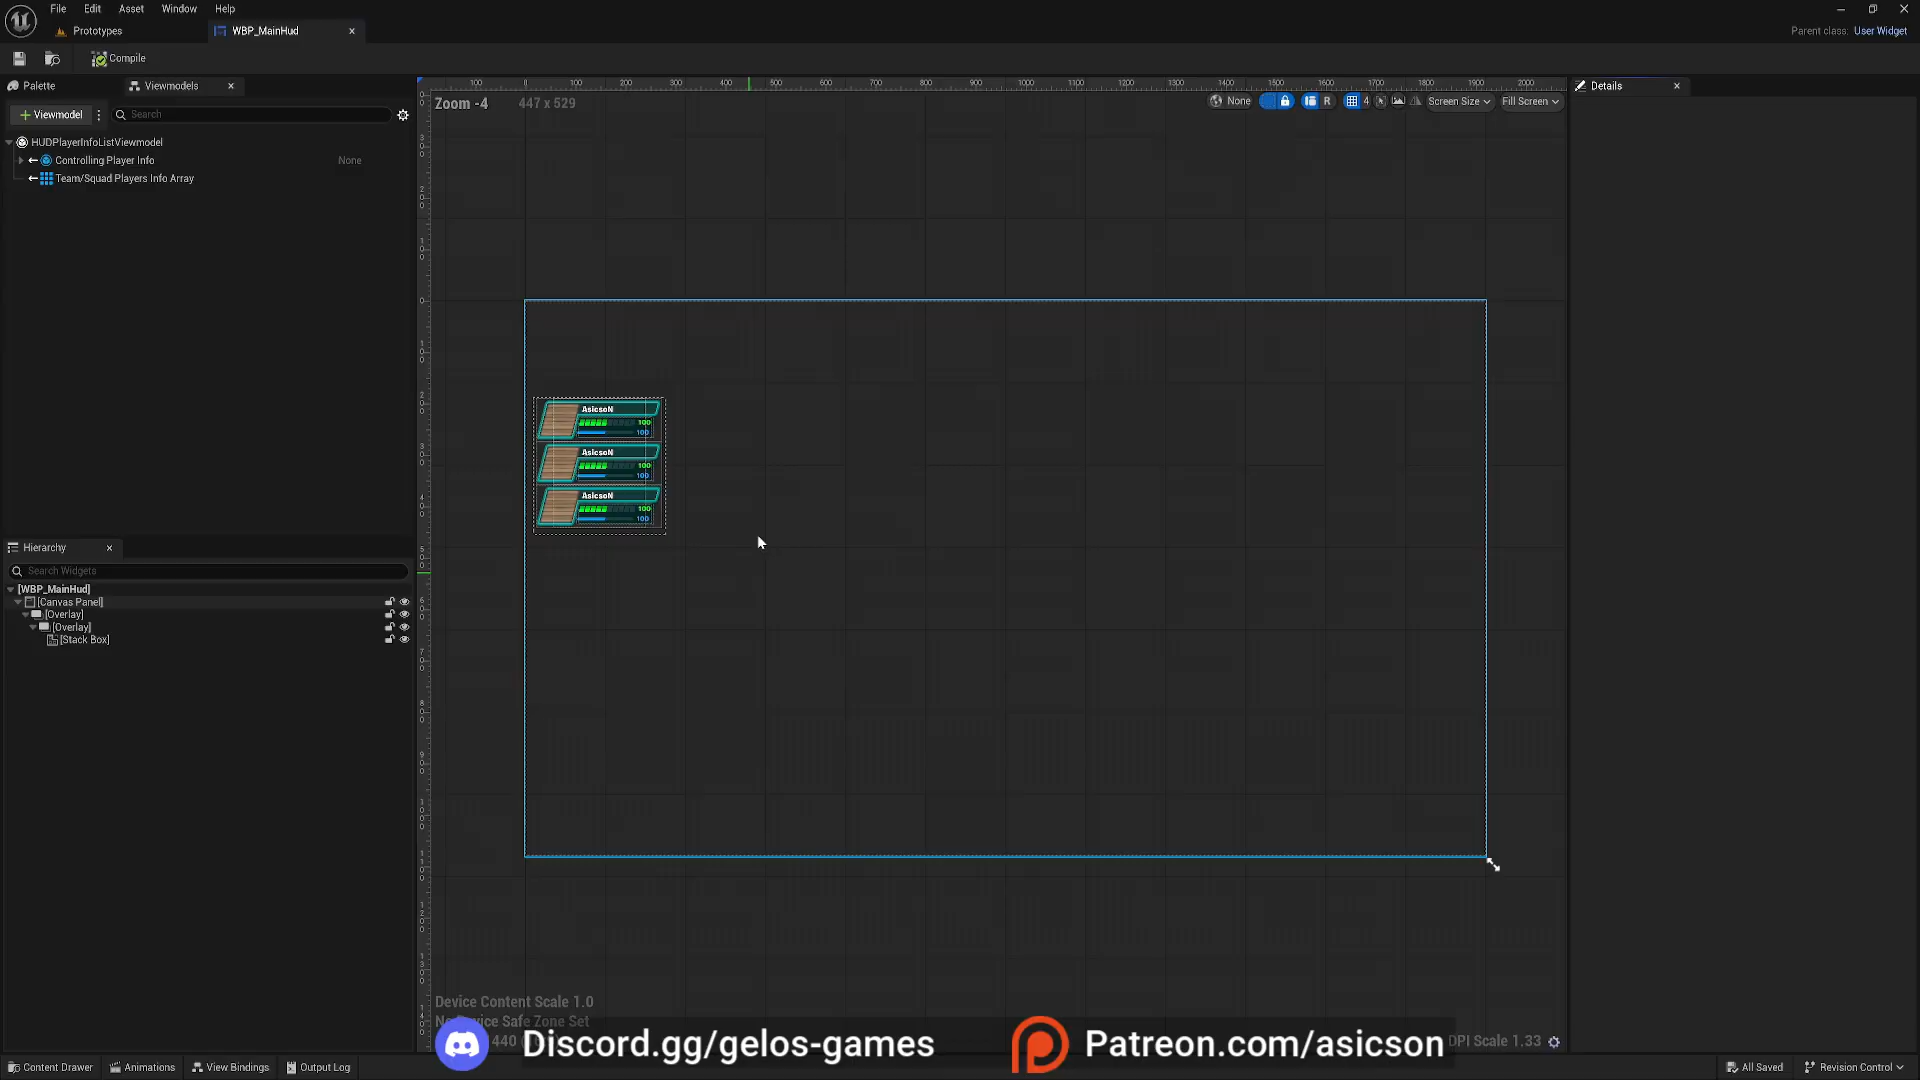 File Edit Asset Window Help
Prototypes WBP_MainHud
Parent class: User Widget
Compile
Palette Viewmodels Details
Viewmodel Search
Zoom -4 447 x 529
None R 4 Screen Size Fill Screen
HUDPlayerInfoListViewmodel
Controlling Player Info None
Team/Squad Players Info Array
AsicsoN
100
100
AsicsoN
100
100
AsicsoN
100
100
Hierarchy
Search Widgets
[WBP_MainHud]
[Canvas Panel]
[Overlay]
[Overlay]
[Stack Box]
Device Content Scale 1.0
Safe Zone Set
DPI Scale 1.33
Discord.gg/gelos-games
Patreon.com/asicson
Content Drawer Animations View Bindings Output Log All Saved Revision Control